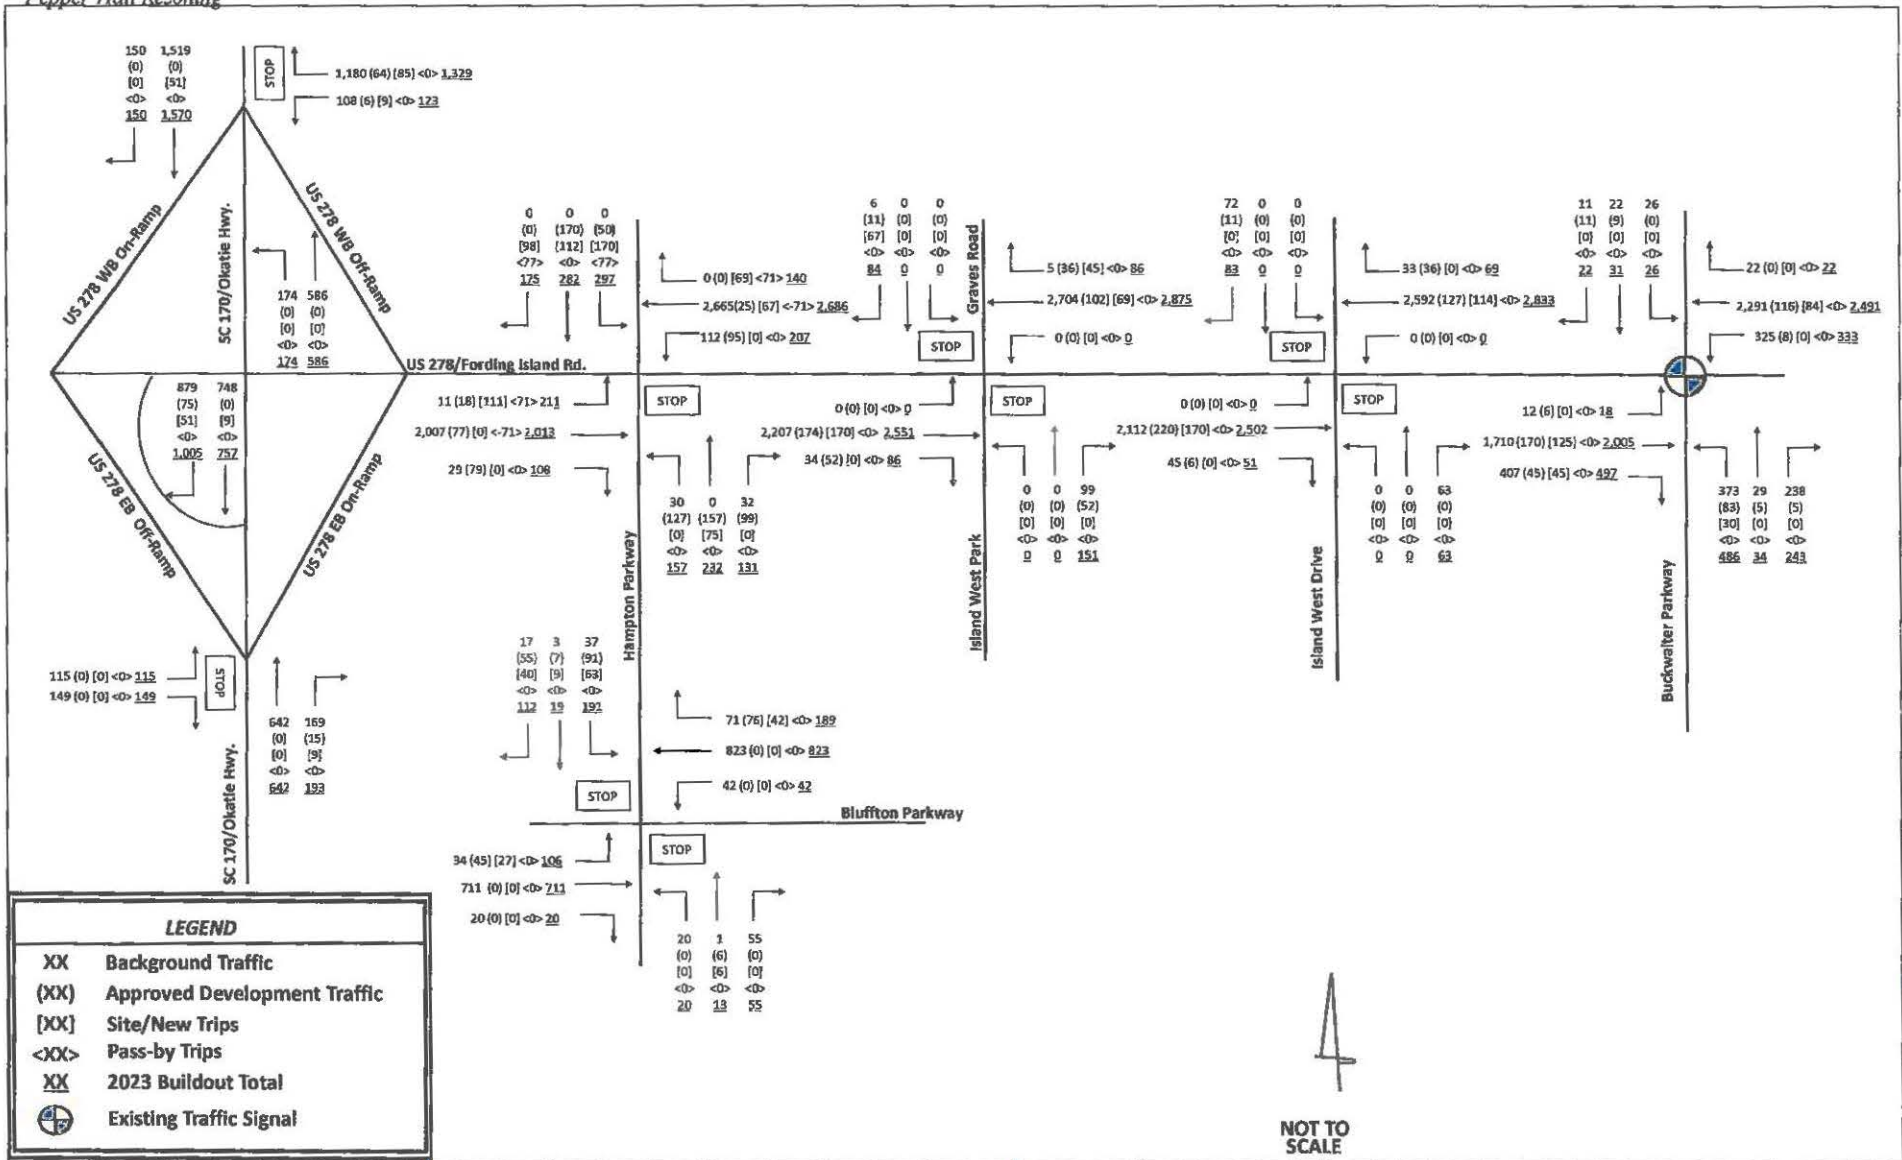 150 1,519
(0) (0)
[0] [51]
<0> <0>
150 1,570
STOP
1,180 (64) [85] <0> 1,329
108 (6) [9] <0> 123
US 278 WB On-Ramp
SC 170/Okatie Hwy.
US 278 WB Off-Ramp
174 586
(0) (0)
[0] [0]
<0> <0>
174 586
879 748
(75) (0)
[51] [9]
<0> <0>
1,005 757
US 278 EB Off-Ramp
US 278 EB On-Ramp
115 (0) [0] <0> 115
149 (0) [0] <0> 149
STOP
642 169
(0) (15)
[0] [9]
<0> <0>
642 193
SC 170/Okatie Hwy.
US 278/Fording Island Rd.
0 0 0
(0) (170) (50)
[98] [112] [170]
<77> <0> <77>
175 282 297
0 (0) [69] <71> 140
2,665(25) [67] <-71> 2,686
112 (95) [0] <0> 207
11 (18) [111] <71> 211
2,007 (77) [0] <-71> 2,013
29 (79) [0] <0> 108
STOP
30 0 32
(127) (157) (99)
[0] [75] [0]
<0> <0> <0>
157 232 131
Hampton Parkway
6 0 0
(11) (0) (0)
[67] [0] [0]
<0> <0> <0>
84 0 0
Graves Road
STOP
5 (36) [45] <0> 86
2,704 (102) [69] <0> 2,875
0 (0) [0] <0> 0
0 (0) [0] <0> 0
2,207 (174) [170] <0> 2,551
34 (52) [0] <0> 86
STOP
0 0 99
(0) (0) (52)
[0] [0] [0]
<0> <0> <0>
0 0 151
Island West Park
72 0 0
(11) (0) (0)
[0] [0] [0]
<0> <0> <0>
83 0 0
STOP
33 (36) [0] <0> 69
2,592 (127) [114] <0> 2,833
0 (0) [0] <0> 0
0 (0) [0] <0> 0
2,112 (220) [170] <0> 2,502
45 (6) [0] <0> 51
STOP
0 0 63
(0) (0) (0)
[0] [0] [0]
<0> <0> <0>
0 0 63
Island West Drive
11 22 26
(11) (9) (0)
[0] [0] [0]
<0> <0> <0>
22 31 26
22 (0) [0] <0> 22
2,291 (116) [84] <0> 2,491
325 (8) [0] <0> 333
12 (6) [0] <0> 18
1,710 (170) [125] <0> 2,005
407 (45) [45] <0> 497
373 29 238
(83) (5) (5)
[30] [0] [0]
<0> <0> <0>
486 34 243
Buckwalter Parkway
17 3 37
(55) (7) (91)
[40] [9] [63]
<0> <0> <0>
112 19 191
STOP
71 (76) [42] <0> 189
823 (0) [0] <0> 823
42 (0) [0] <0> 42
Bluffton Parkway
34 (45) [27] <0> 106
711 (0) [0] <0> 711
20 (0) [0] <0> 20
STOP
20 1 55
(0) (6) (0)
[0] [6] [0]
<0> <0> <0>
20 13 55
LEGEND
XX Background Traffic
(XX) Approved Development Traffic
[XX] Site/New Trips
<XX> Pass-by Trips
XX 2023 Buildout Total
Existing Traffic Signal
NOT TO
SCALE